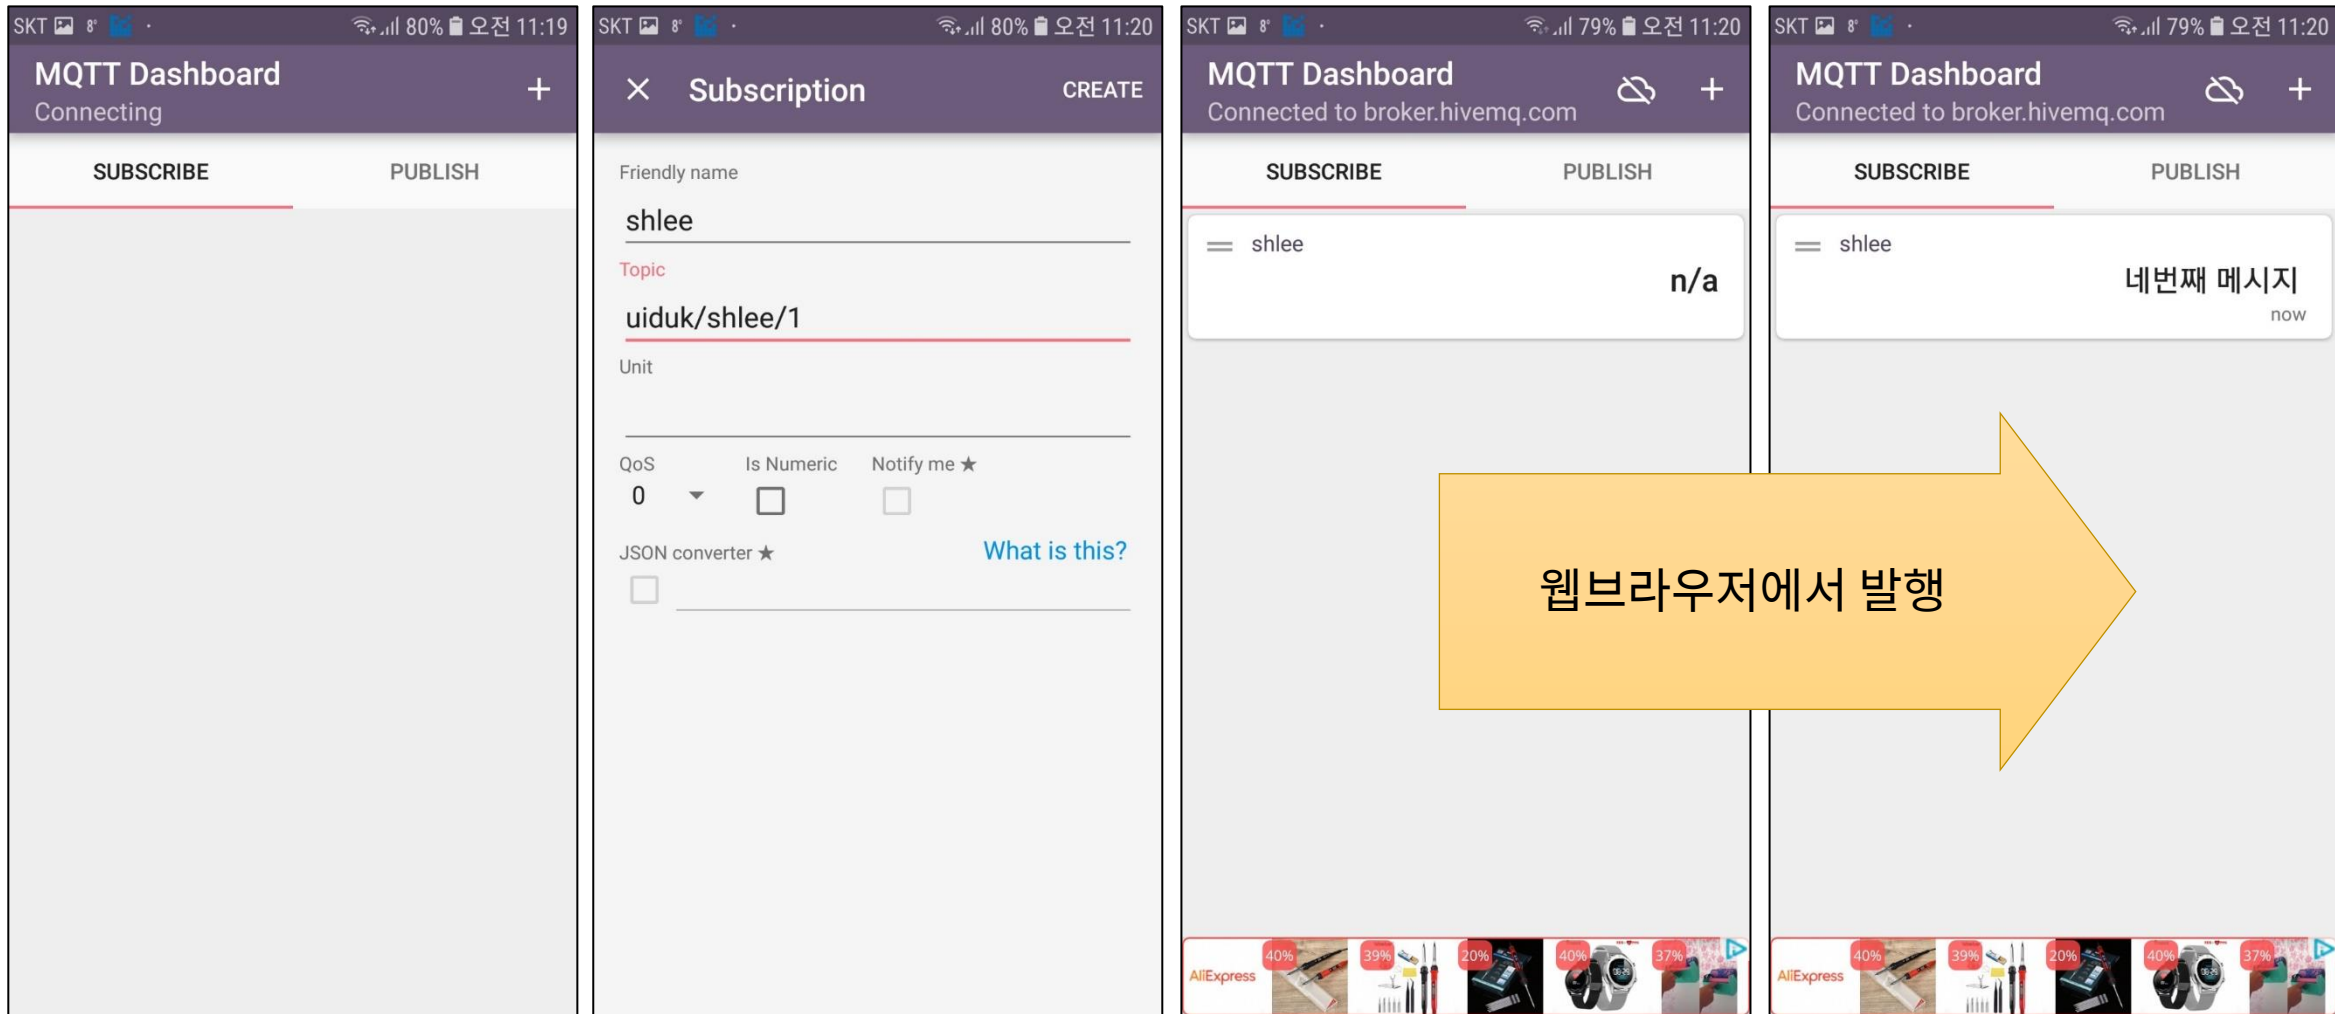 SKT 8° 80% 오전 11:19
MQTT Dashboard
Connecting
SUBSCRIBE PUBLISH
SKT 8° 80% 오전 11:20
Subscription CREATE
Friendly name
shlee
Topic
uiduk/shlee/1
Unit
QoS Is Numeric Notify me ★
0
JSON converter ★ What is this?
SKT 8° 79% 오전 11:20
MQTT Dashboard
Connected to broker.hivemq.com
SUBSCRIBE PUBLISH
shlee
n/a
AliExpress 40% 39% 20% 40% 37%
웹브라우저에서 발행
SKT 8° 79% 오전 11:20
MQTT Dashboard
Connected to broker.hivemq.com
SUBSCRIBE PUBLISH
shlee
네번째 메시지
now
AliExpress 40% 39% 20% 40% 37%